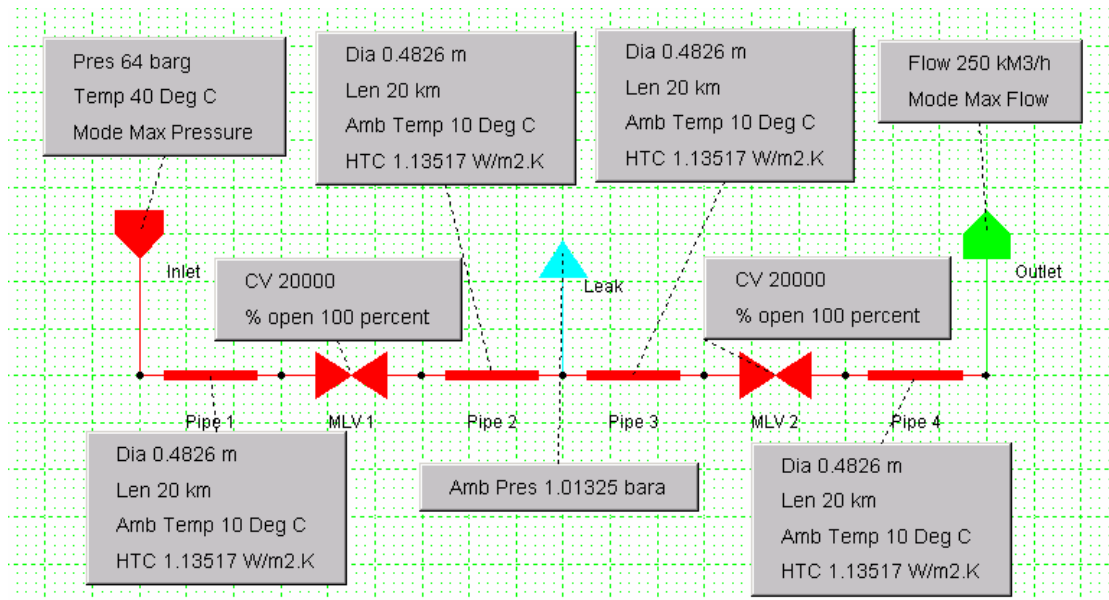 Pres 64 barg
Temp 40 Deg C
Mode Max Pressure
Dia 0.4826 m
Len 20 km
Amb Temp 10 Deg C
HTC 1.13517 W/m2.K
Dia 0.4826 m
Len 20 km
Amb Temp 10 Deg C
HTC 1.13517 W/m2.K
Flow 250 kM3/h
Mode Max Flow
Inlet
CV 20000
% open 100 percent
Leak
CV 20000
% open 100 percent
Outlet
Pipe 1
MLV 1
Pipe 2
Pipe 3
MLV 2
Pipe 4
Dia 0.4826 m
Len 20 km
Amb Temp 10 Deg C
HTC 1.13517 W/m2.K
Amb Pres 1.01325 bara
Dia 0.4826 m
Len 20 km
Amb Temp 10 Deg C
HTC 1.13517 W/m2.K